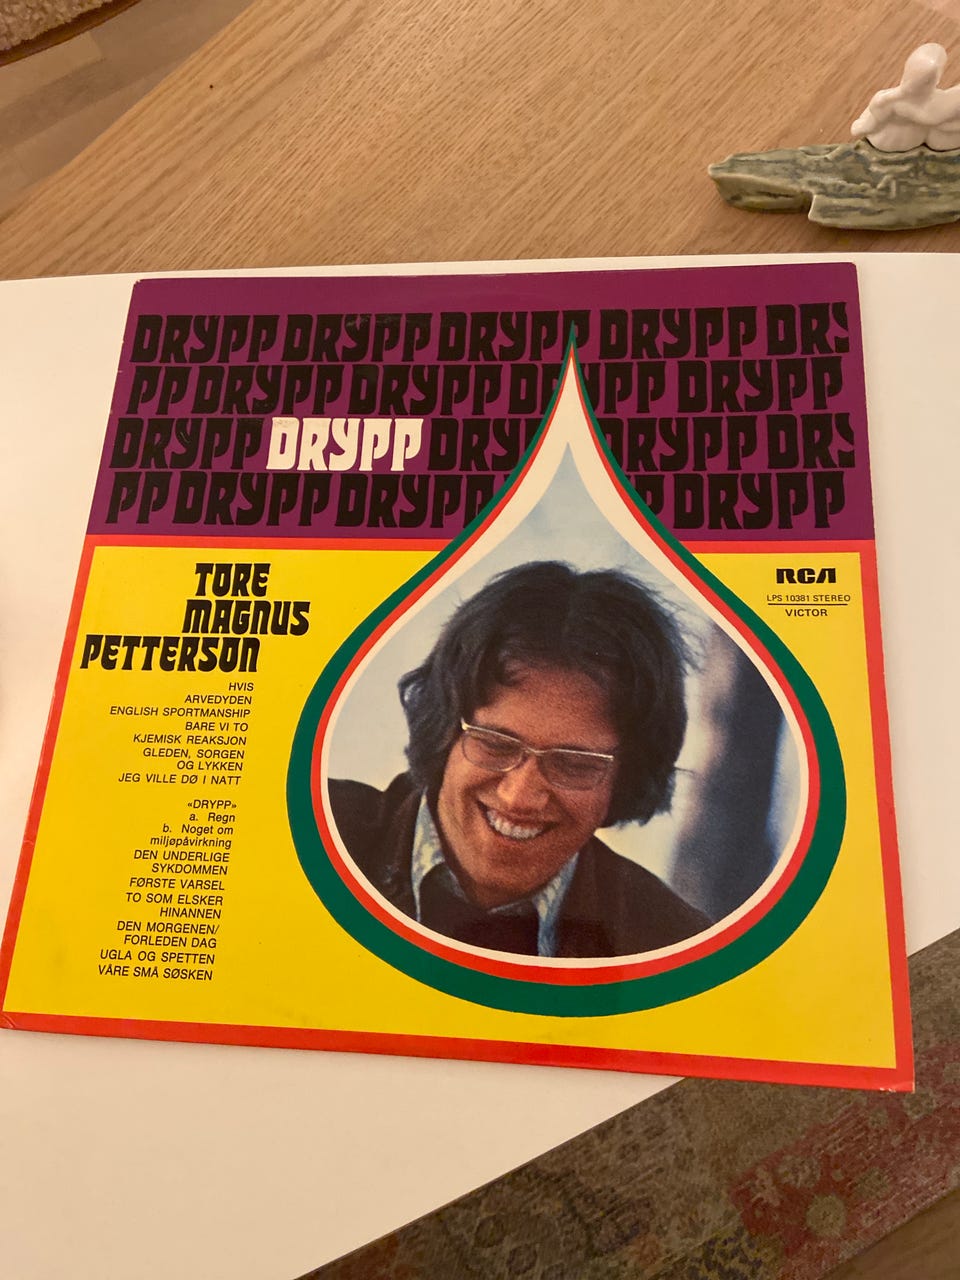 DRYPP DRYPP DRYPP DRYPP DRY
PP DRYPP DRYPP DRYPP DRYPP
DRYPP DRYPP DRYPP DRYPP DRY
PP DRYPP DRYPP DRYPP DRYPP
TORE
MAGNUS
PETTERSON
HVIS
ARVEDYDEN
ENGLISH SPORTMANSHIP
BARE VI TO
KJEMISK REAKSJON
GLEDEN, SORGEN
OG LYKKEN
JEG VILLE DØ I NATT
«DRYPP»
a. Regn
b. Noget om
miljøpåvirkning
DEN UNDERLIGE
SYKDOMMEN
FØRSTE VARSEL
TO SOM ELSKER
HINANNEN
DEN MORGENEN/
FORLEDEN DAG
UGLA OG SPETTEN
VÅRE SMÅ SØSKEN
RCA
LPS 10381 STEREO
VICTOR